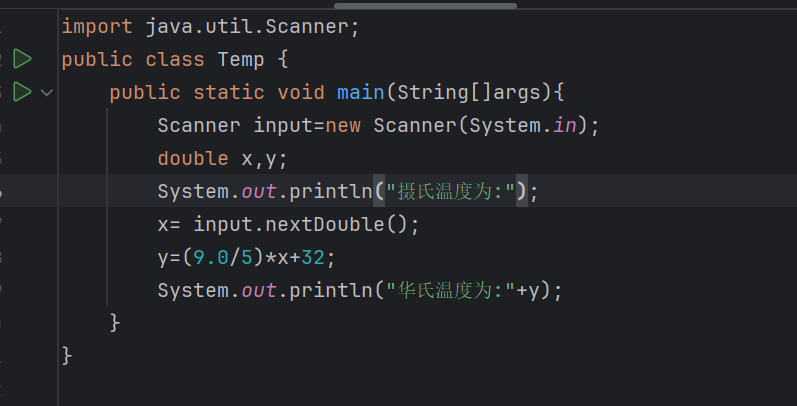 import java.util.Scanner;
public class Temp {
public static void main(String[]args){
Scanner input=new Scanner(System.in);
double x,y;
System.out.println("摄氏温度为:");
x= input.nextDouble();
y=(9.0/5)*x+32;
System.out.println("华氏温度为:"+y);
}
}